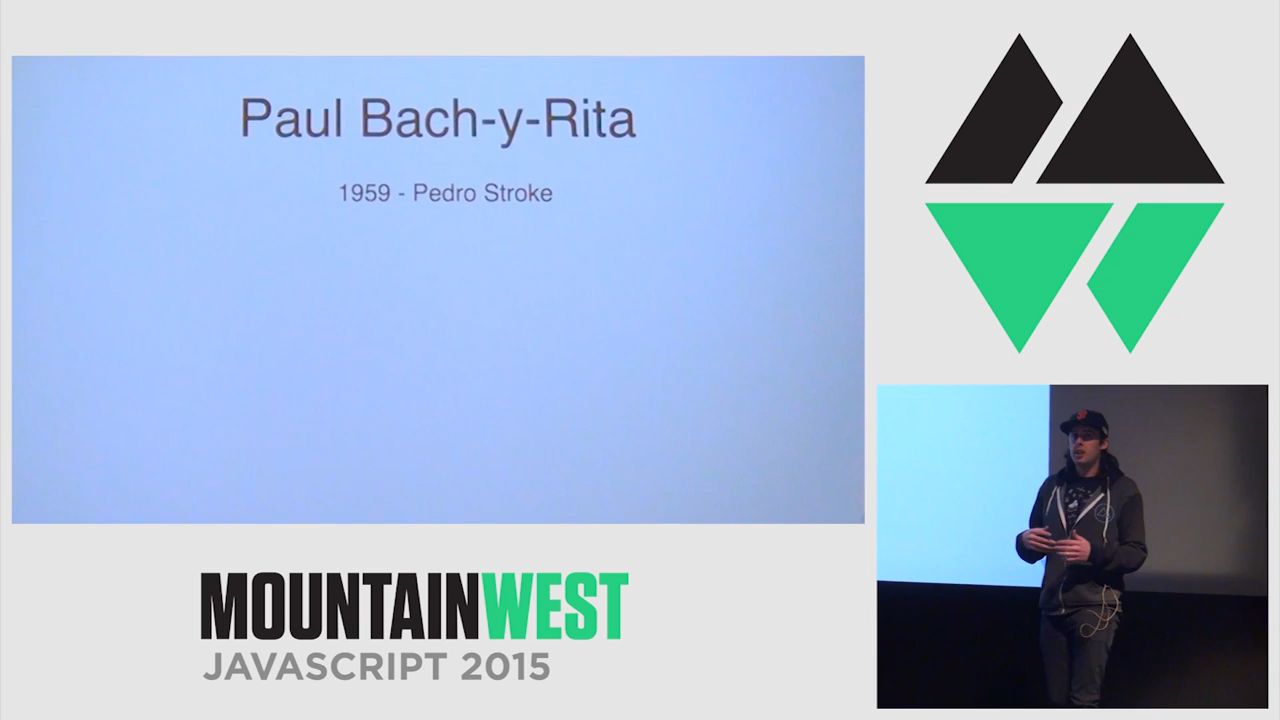 Paul Bach-y-Rita
1959 - Pedro Stroke
MOUNTAINWEST
JAVASCRIPT 2015